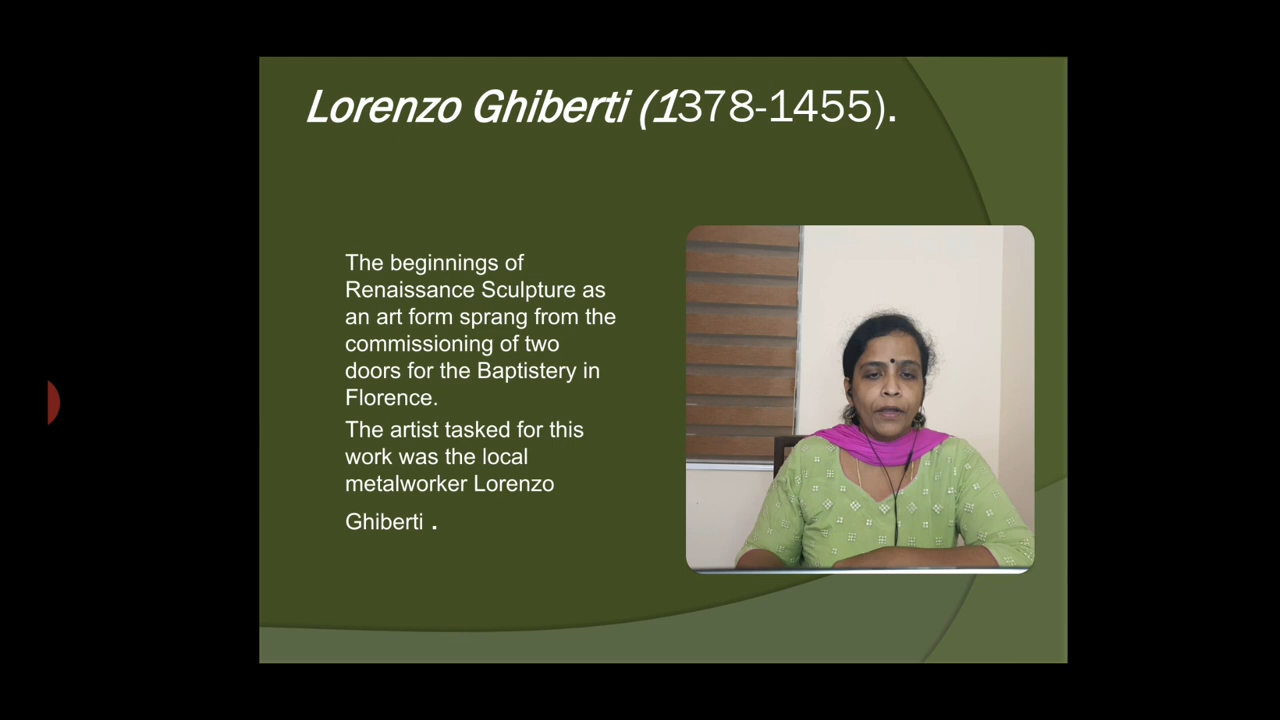 Lorenzo Ghiberti (1378-1455).
The beginnings of
Renaissance Sculpture as
an art form sprang from the
commissioning of two
doors for the Baptistery in
Florence.
The artist tasked for this
work was the local
metalworker Lorenzo
Ghiberti .